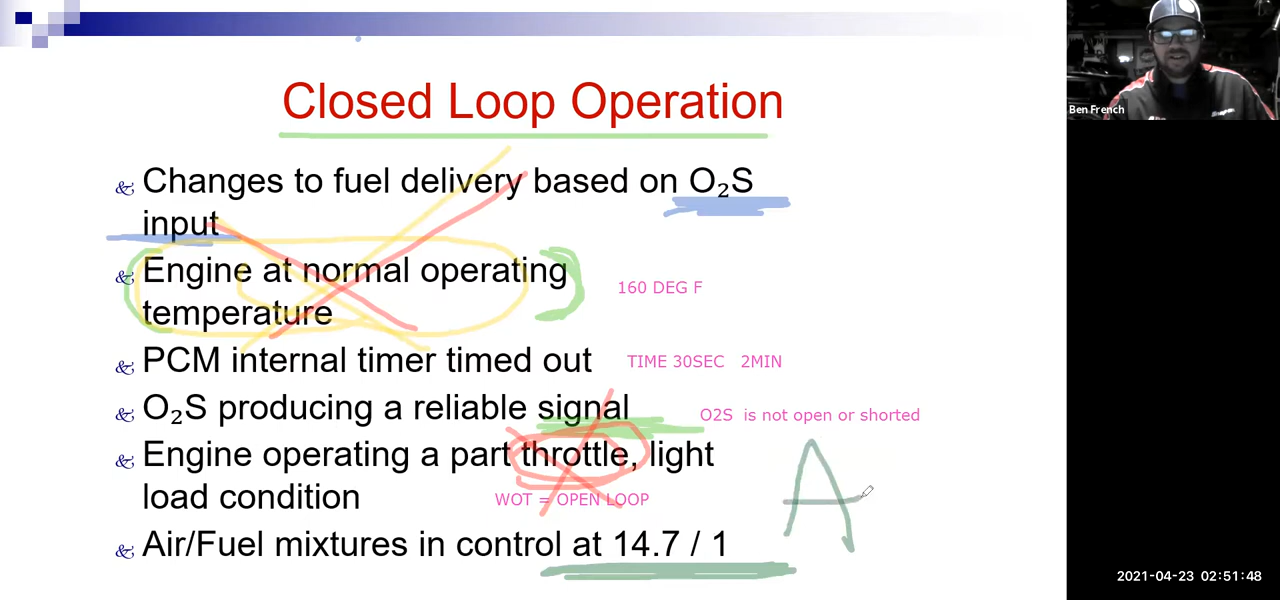 Closed Loop Operation
Changes to fuel delivery based on O₂S
input
Engine at normal operating
temperature
160 DEG F
PCM internal timer timed out
TIME 30SEC 2MIN
O₂S producing a reliable signal
O2S is not open or shorted
Engine operating a part throttle, light
load condition
WOT = OPEN LOOP
A
Air/Fuel mixtures in control at 14.7 / 1
Ben French
2021-04-23 02:51:48